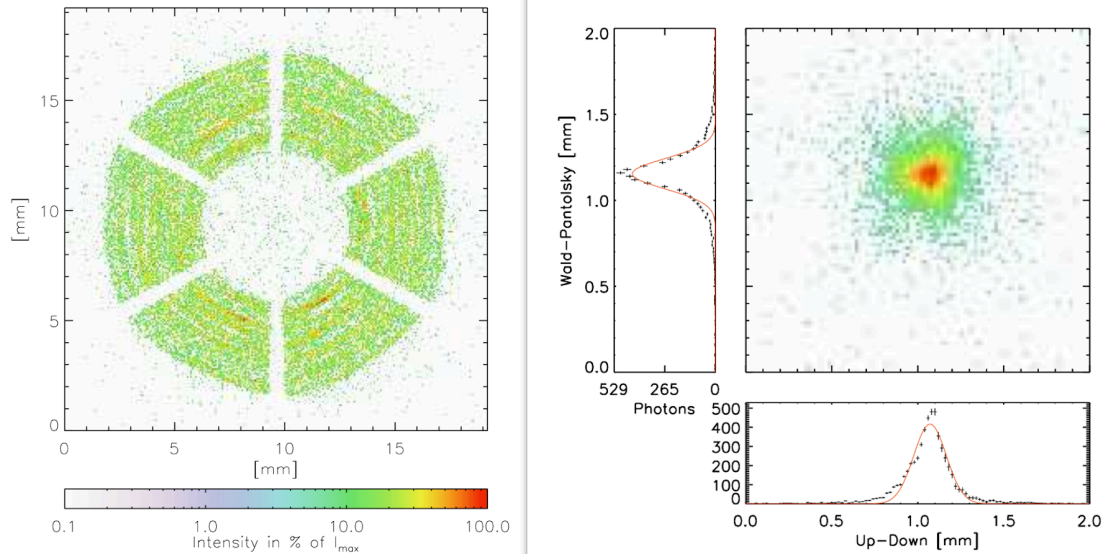 15
10
5
0
[mm]
0 5 10 15
[mm]
0.1 1.0 10.0 100.0
Intensity in % of Imax
2.0
1.5
1.0
0.5
0.0
Wald-Pantolsky [mm]
529 265 0
Photons
500
400
300
200
100
0
0.0 0.5 1.0 1.5 2.0
Up-Down [mm]